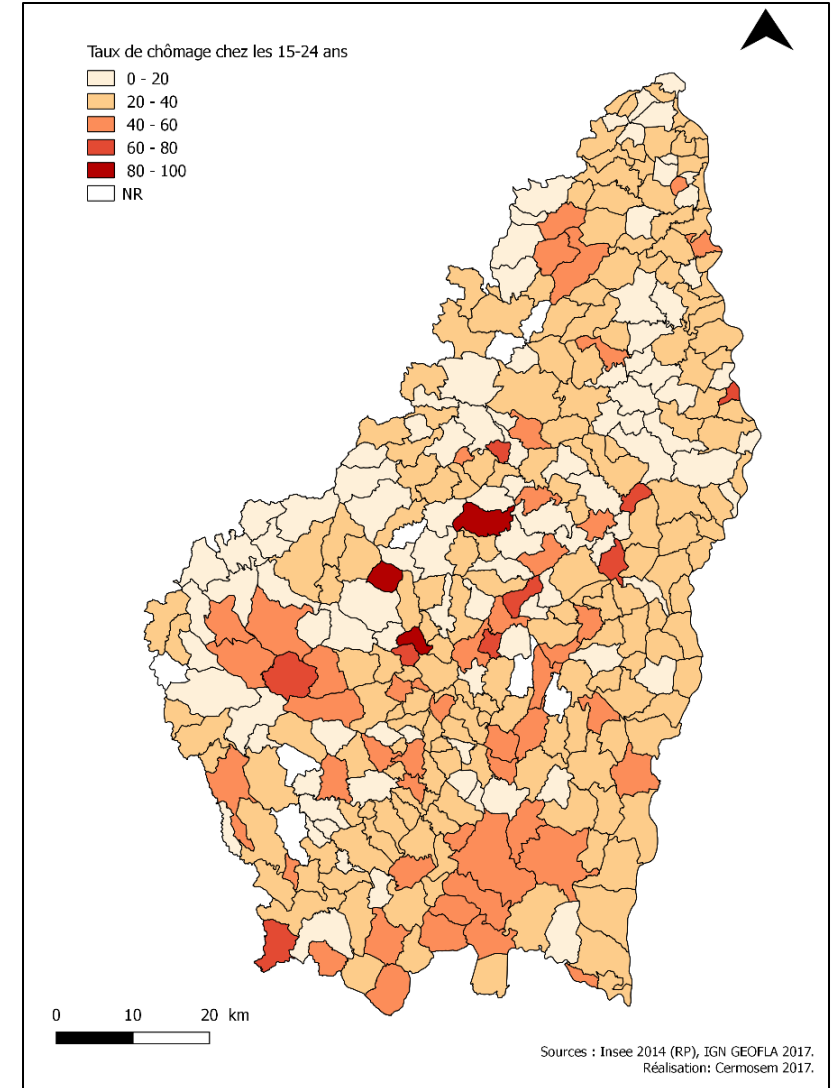 Taux de chômage chez les 15-24 ans
0 - 20
20 - 40
40 - 60
60 - 80
80 - 100
NR
0 10 20 km
Sources : Insee 2014 (RP), IGN GEOFLA 2017.
Réalisation: Cermosem 2017.